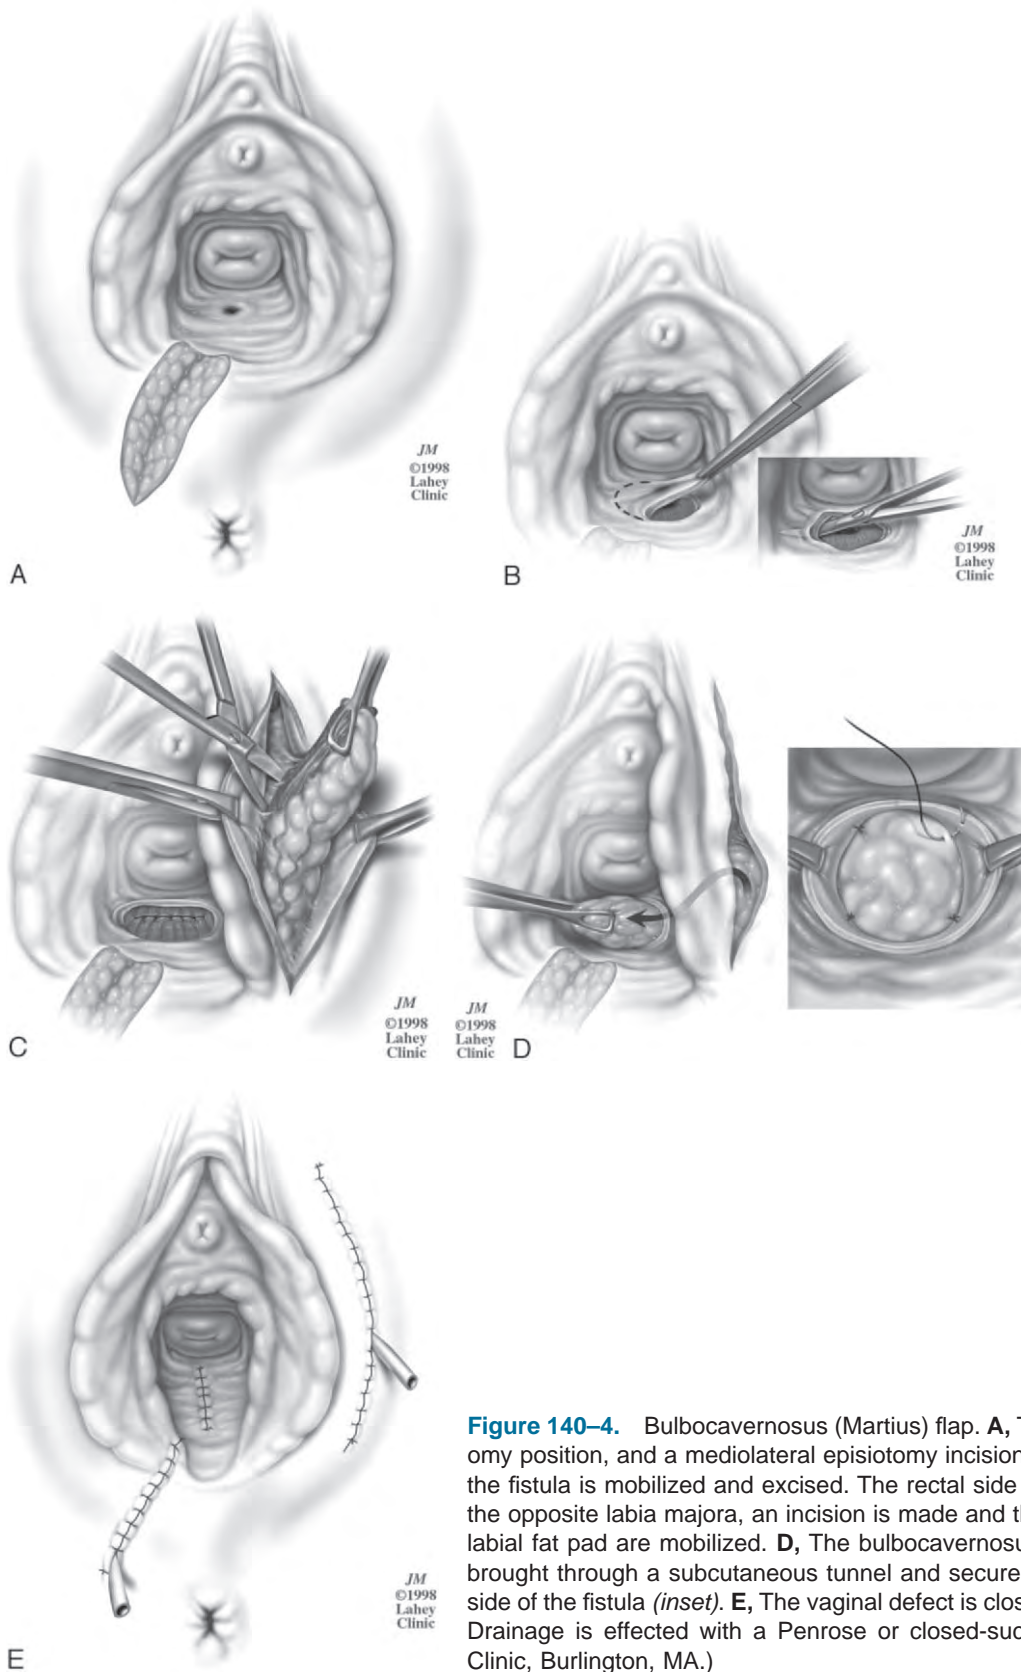 JM
©1998
Lahey
Clinic
A
JM
©1998
Lahey
Clinic
B
JM
©1998
Lahey
Clinic
C
JM
©1998
Lahey
Clinic
D
JM
©1998
Lahey
Clinic
E
Figure 140–4. Bulbocavernosus (Martius) flap. A,
omy position, and a mediolateral episiotomy incision
the fistula is mobilized and excised. The rectal side
the opposite labia majora, an incision is made and
labial fat pad are mobilized. D, The bulbocavernosu
brought through a subcutaneous tunnel and secure
side of the fistula (inset). E, The vaginal defect is clos
Drainage is effected with a Penrose or closed-suc
Clinic, Burlington, MA.)